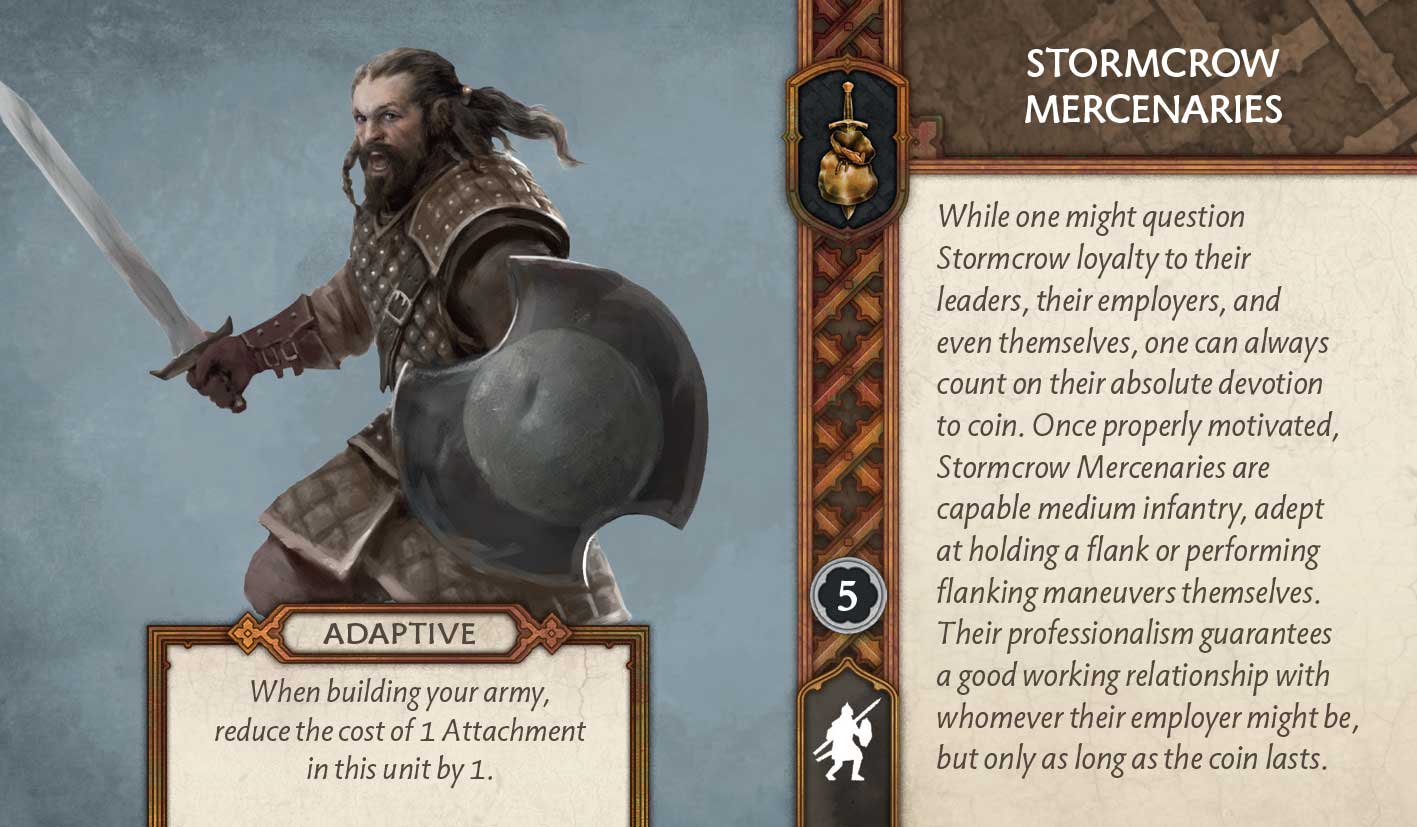 STORMCROW
MERCENARIES
While one might question
Stormcrow loyalty to their
leaders, their employers, and
even themselves, one can always
count on their absolute devotion
to coin. Once properly motivated,
Stormcrow Mercenaries are
capable medium infantry, adept
at holding a flank or performing
flanking maneuvers themselves.
Their professionalism guarantees
a good working relationship with
whomever their employer might be,
but only as long as the coin lasts.
5
ADAPTIVE
When building your army,
reduce the cost of 1 Attachment
in this unit by 1.